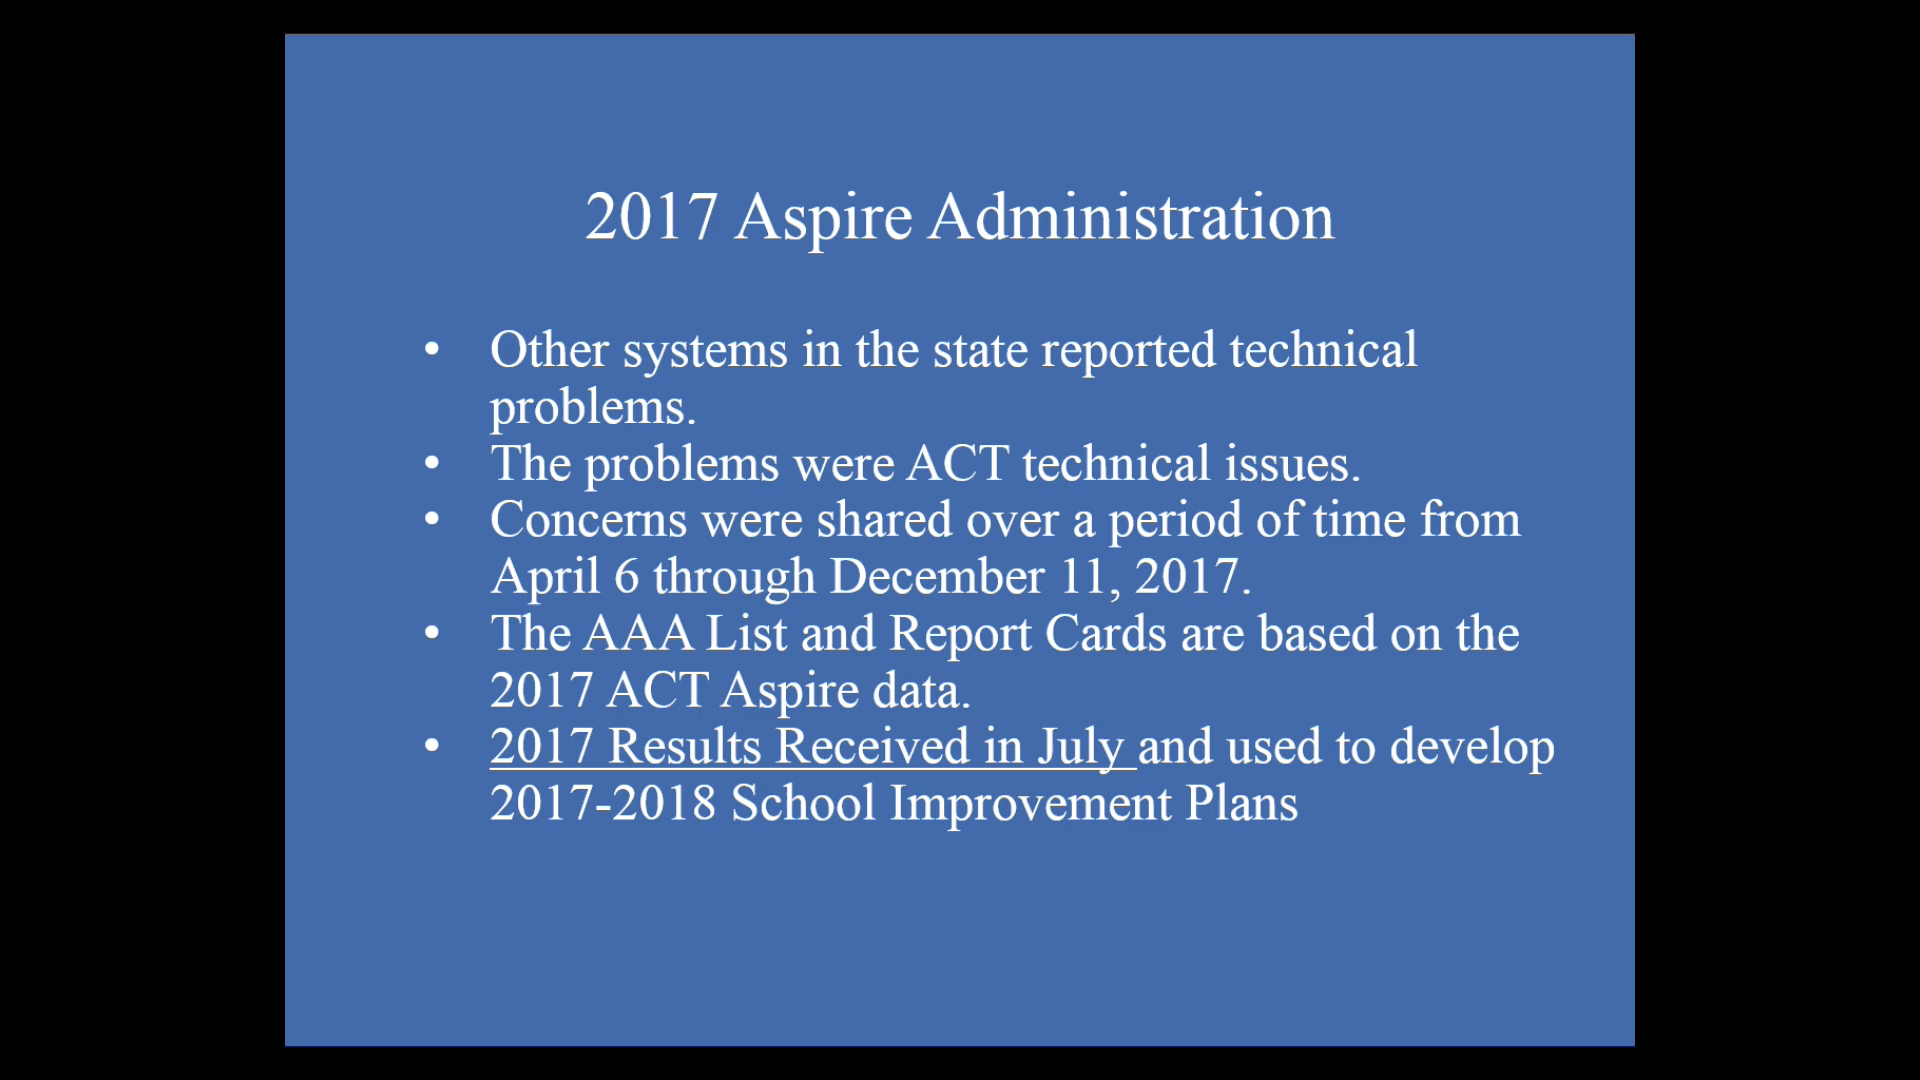 2017 Aspire Administration
• Other systems in the state reported technical
problems.
• The problems were ACT technical issues.
• Concerns were shared over a period of time from
April 6 through December 11, 2017.
• The AAA List and Report Cards are based on the
2017 ACT Aspire data.
• 2017 Results Received in July and used to develop
2017-2018 School Improvement Plans